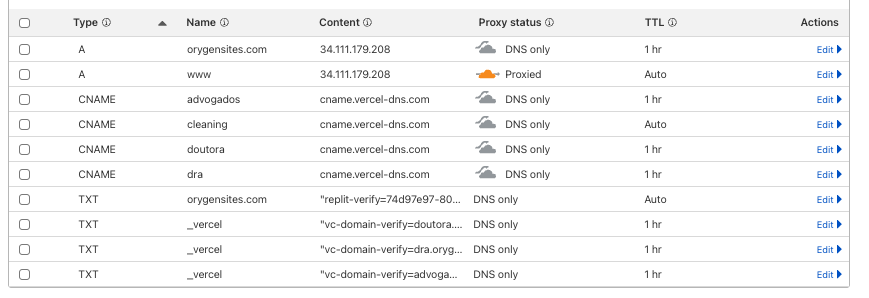 Type Name Content Proxy status TTL Actions
A orygensites.com 34.111.179.208 DNS only 1 hr Edit
A www 34.111.179.208 Proxied Auto Edit
CNAME advogados cname.vercel-dns.com DNS only 1 hr Edit
CNAME cleaning cname.vercel-dns.com DNS only Auto Edit
CNAME doutora cname.vercel-dns.com DNS only 1 hr Edit
CNAME dra cname.vercel-dns.com DNS only 1 hr Edit
TXT orygensites.com "replit-verify=74d97e97-80... DNS only Auto Edit
TXT _vercel "vc-domain-verify=doutora.... DNS only 1 hr Edit
TXT _vercel "vc-domain-verify=dra.oryg... DNS only 1 hr Edit
TXT _vercel "vc-domain-verify=advoga... DNS only 1 hr Edit